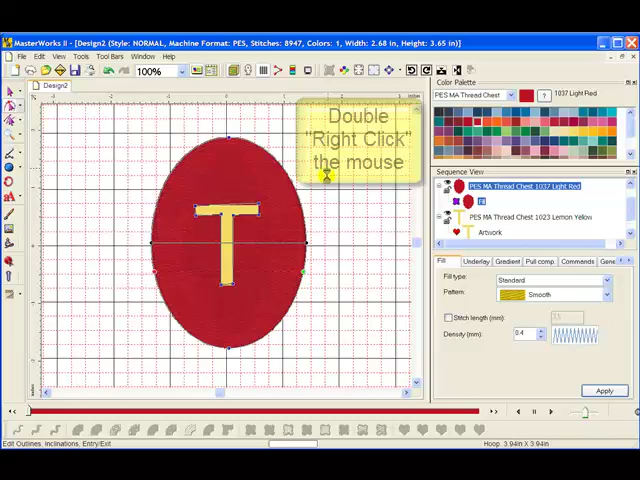 MasterWorks II - [Design2 (Style: NORMAL, Machine Format: PES, Stitches: 8947, Colors: 1, Width: 2.68 in, Height: 3.65 in)]
File Edit View Image Tools Tool Bars Window Help
100%
Design2
Double
"Right Click"
the mouse
Color Palette
PES MA Thread Chest
1037 Light Red
?
Sequence View
PES MA Thread Chest 1037 Light Red
Fill
PES MA Thread Chest 1023 Lemon Yellow
Artwork
Fill Underlay Gradient Pull comp. Commands Gene
Fill type: Standard
Pattern: Smooth
Stitch length (mm):
Density (mm): 0.4
Apply
T
Edit Outlines, Inclinations, Entry/Exit
Hoop: 3.94in X 3.94in